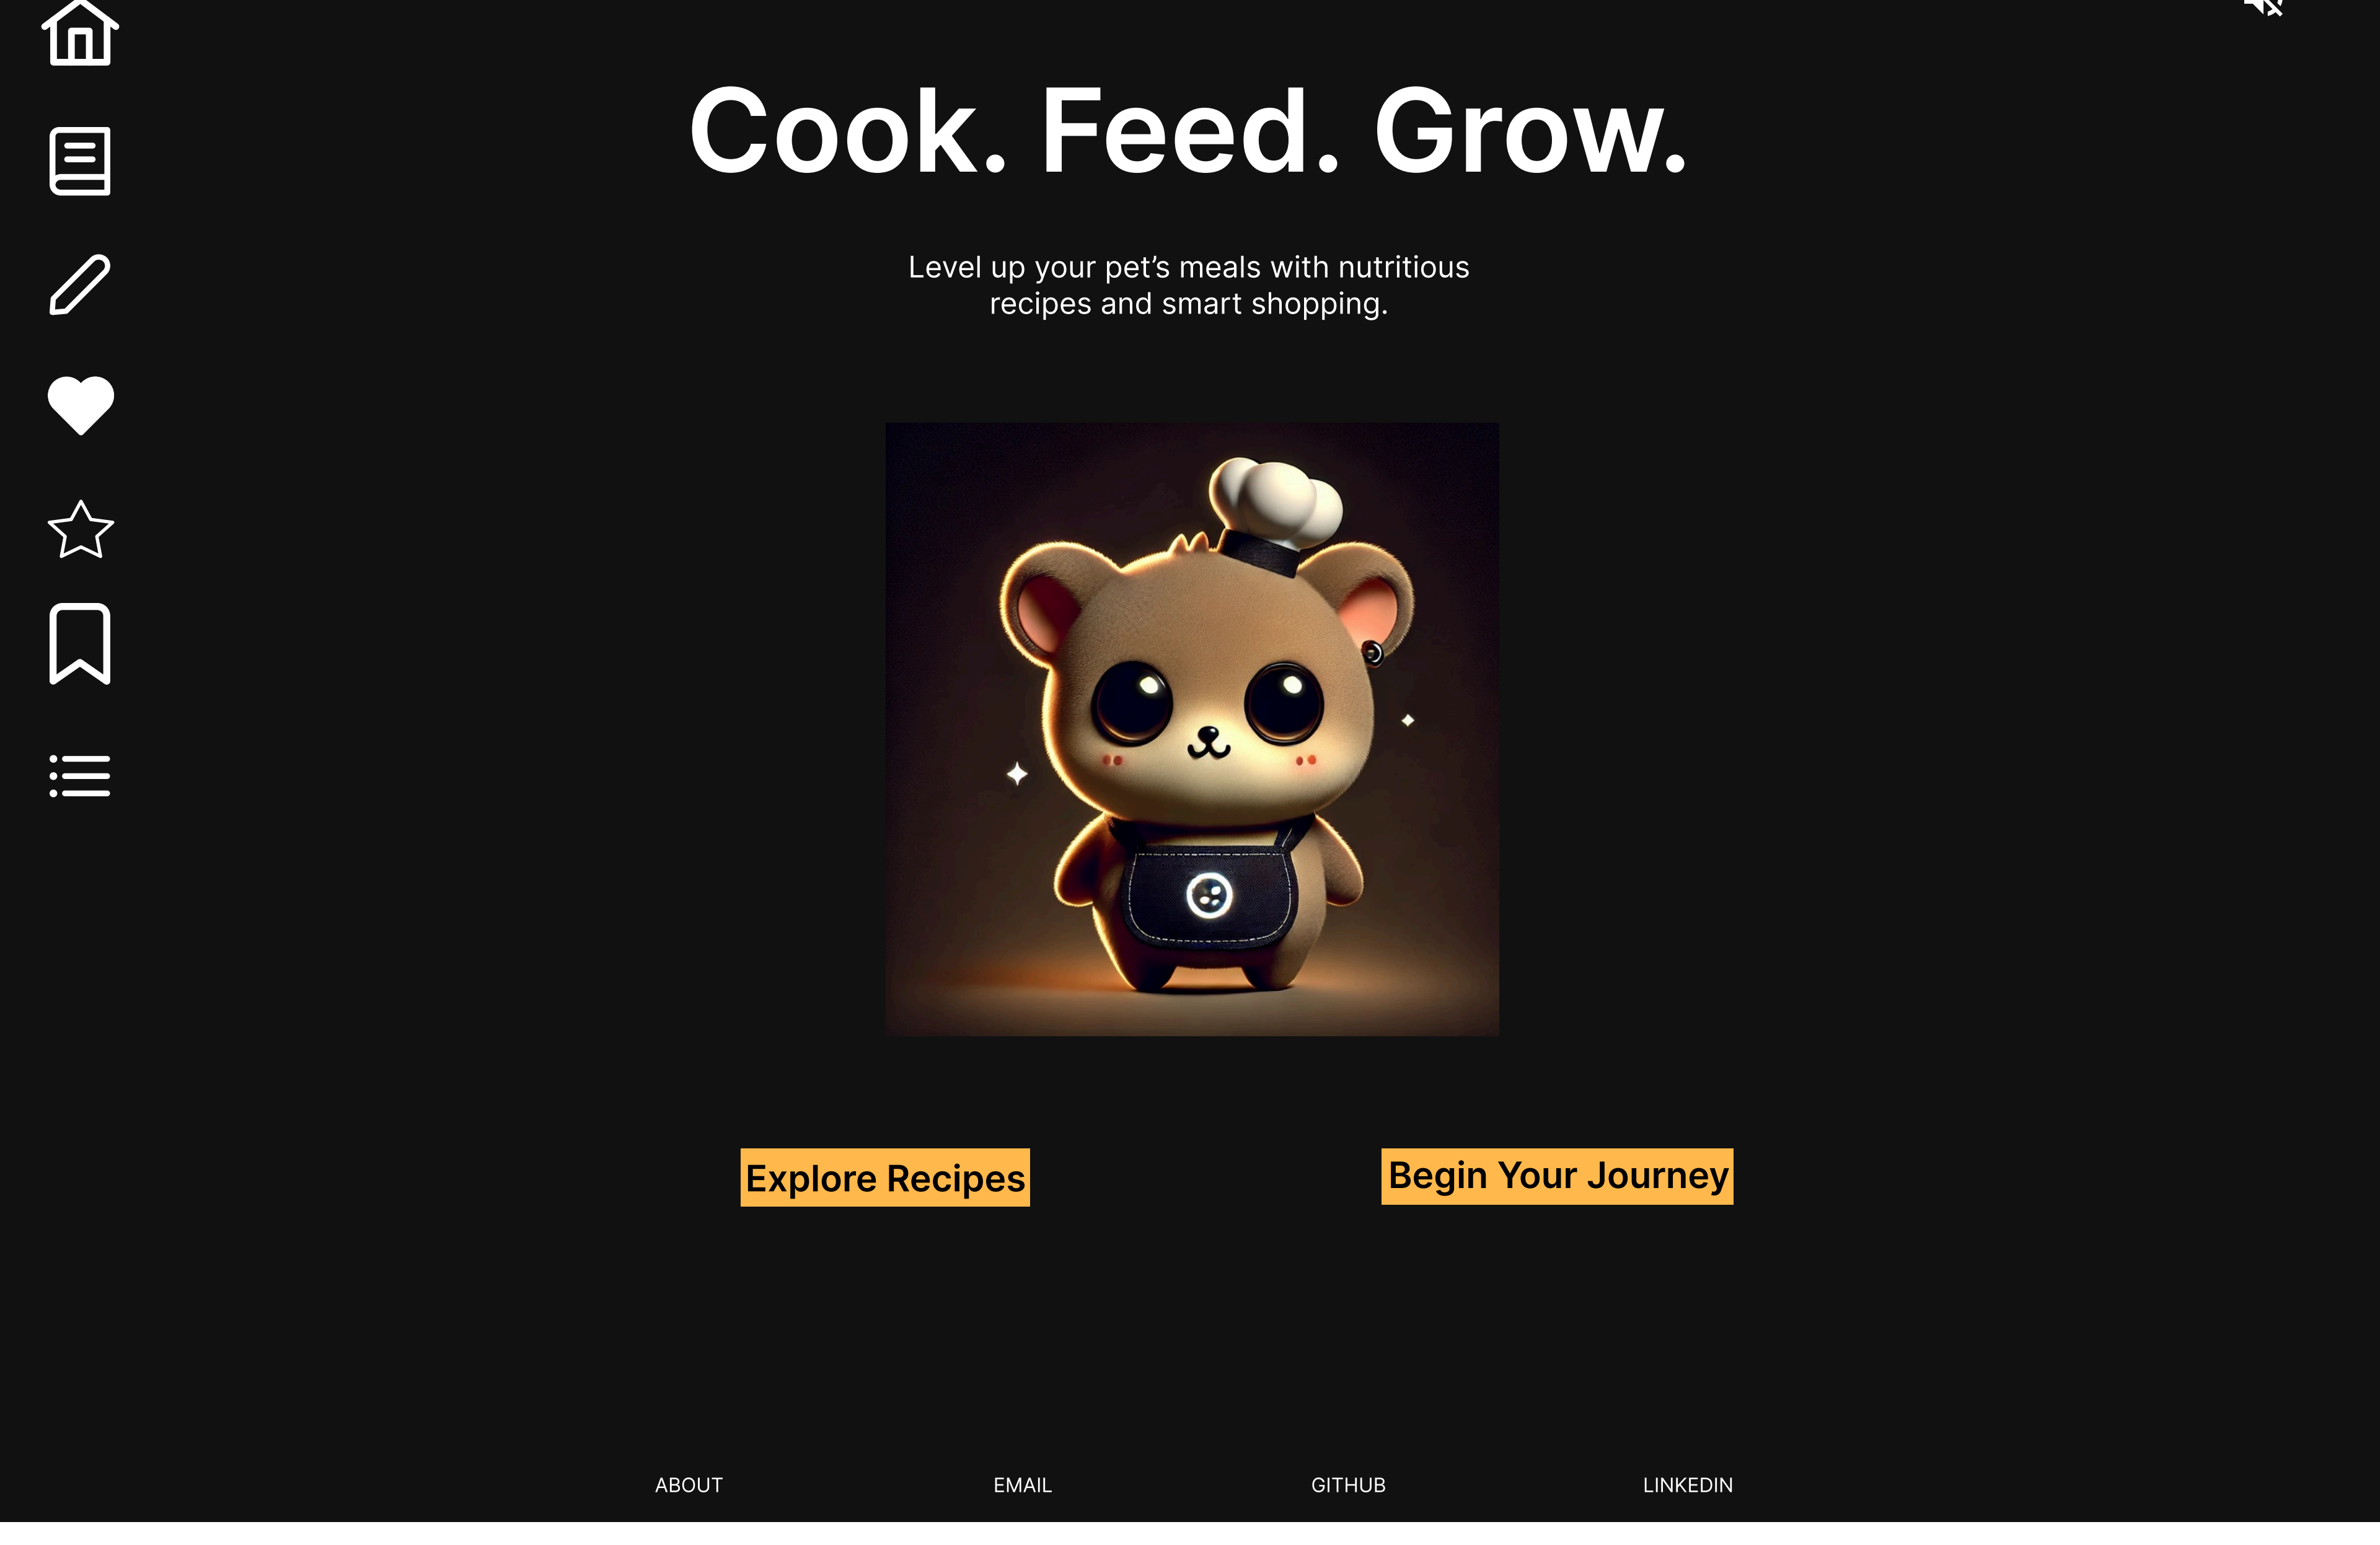 Cook. Feed. Grow.
Level up your pet’s meals with nutritious
recipes and smart shopping.
Explore Recipes
Begin Your Journey
ABOUT
EMAIL
GITHUB
LINKEDIN